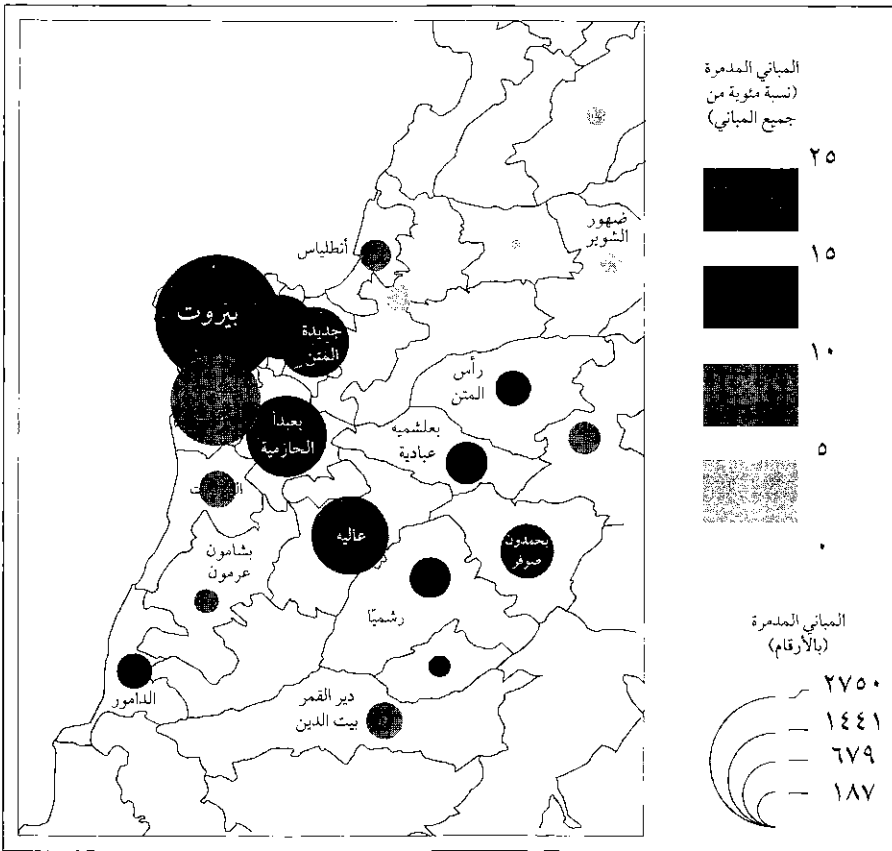 المباني المدمرة
(نسبة مئوية من
جميع المباني)
٢٥
١٥
١٠
٥
٠
ضهور
الشوير
أنطلياس
بيروت
جديدة
المتن
رأس
المتن
بعبدا
الحازمية
بعلشميه
عبادية
عاليه
بحمدون
صوفر
بشامون
عرمون
رشميّا
الدامور
دير القمر
بيت الدين
المباني المدمرة
(بالأرقام)
٢٧٥٠
١٤٤١
٦٧٩
١٨٧